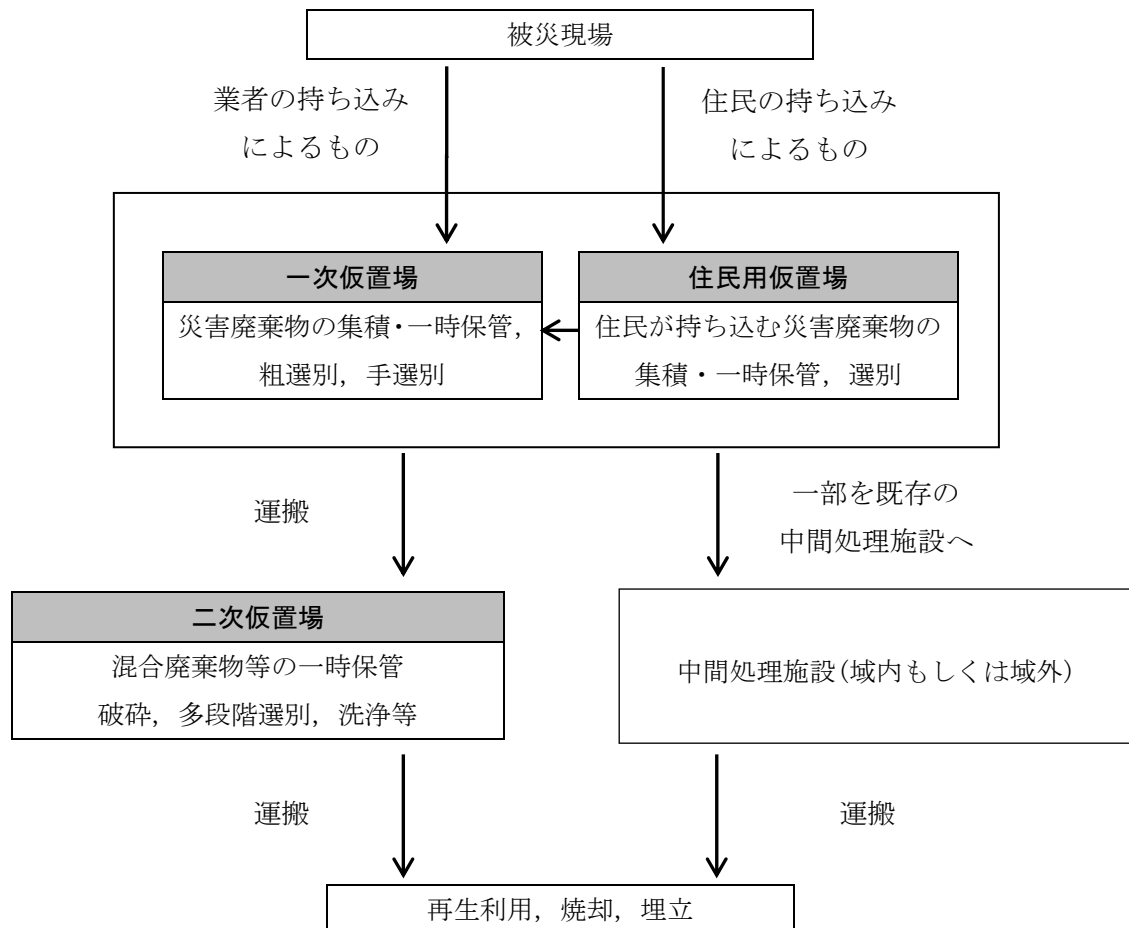 被災現場
業者の持ち込み
によるもの
住民の持ち込み
によるもの
一次仮置場
災害廃棄物の集積・一時保管，
粗選別，手選別
住民用仮置場
住民が持ち込む災害廃棄物の
集積・一時保管，選別
運搬
一部を既存の
中間処理施設へ
二次仮置場
混合廃棄物等の一時保管
破砕，多段階選別，洗浄等
中間処理施設(域内もしくは域外)
運搬
運搬
再生利用，焼却，埋立